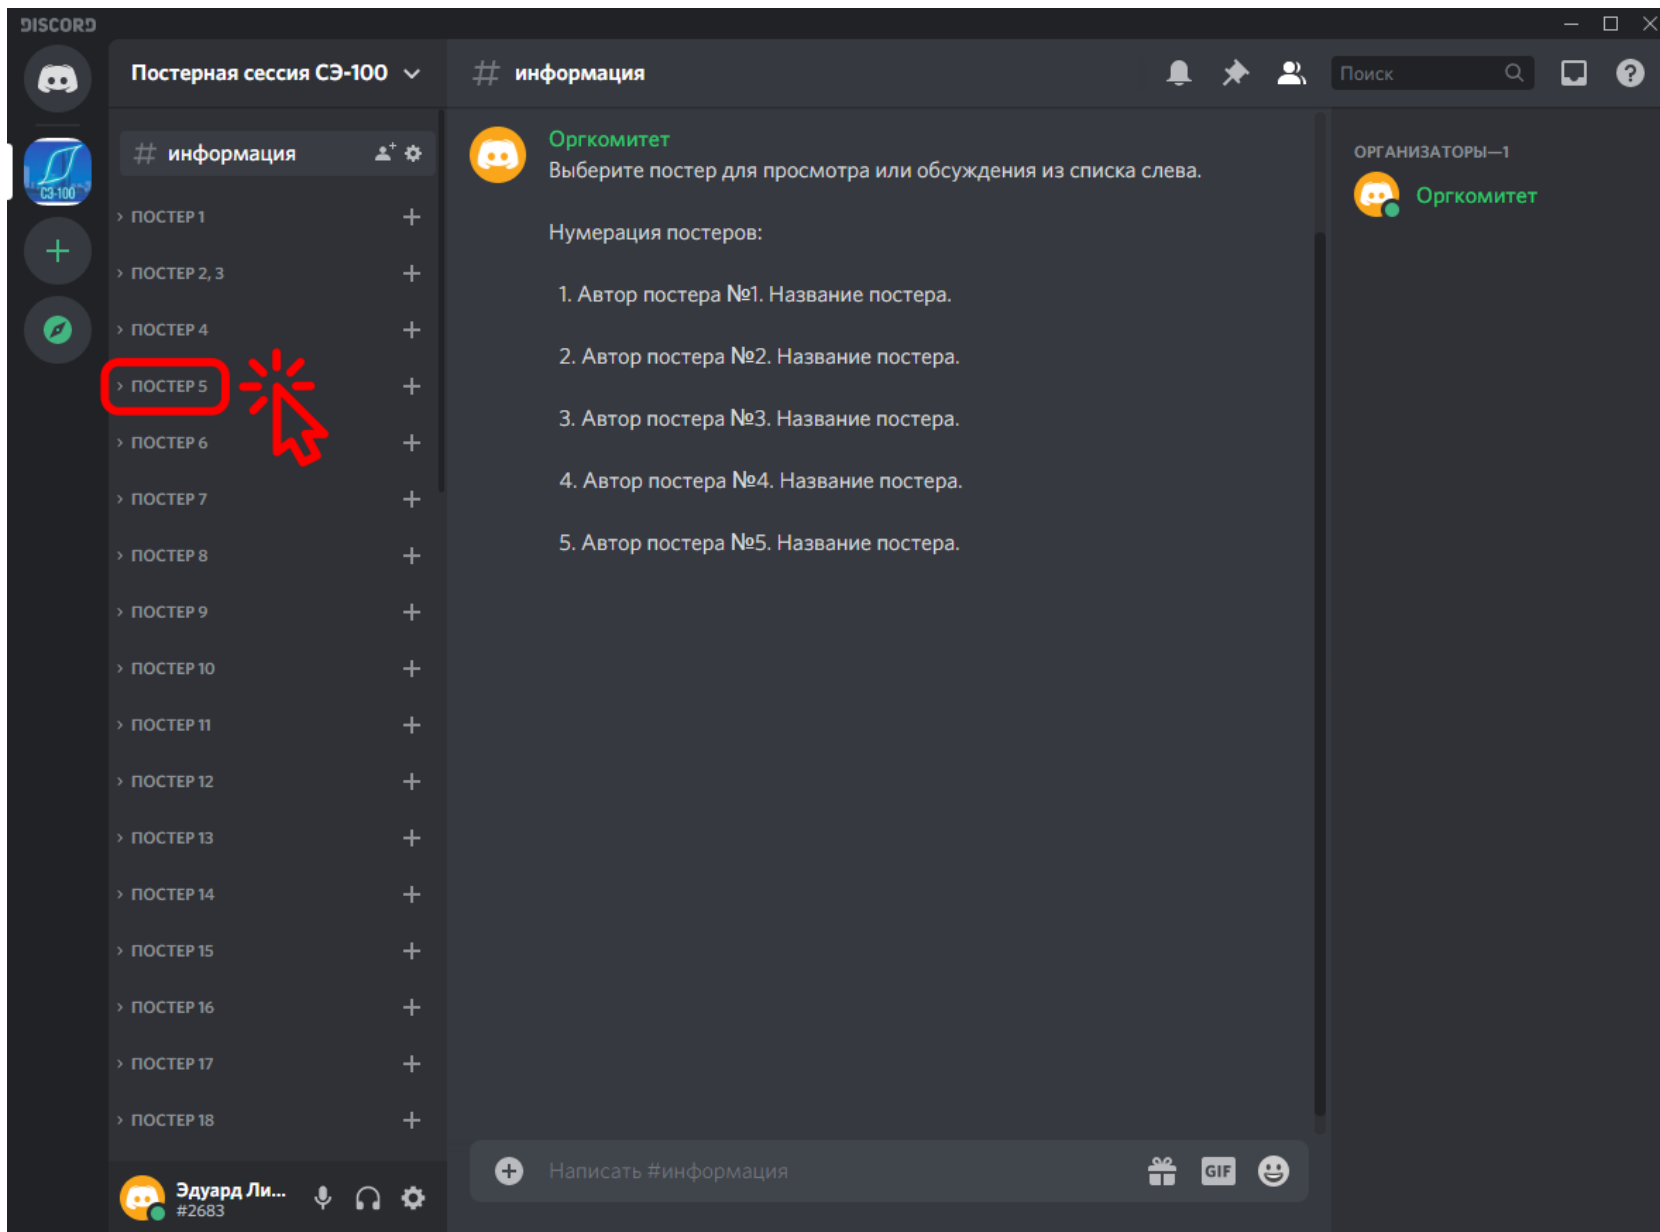 DISCORD
Постерная сессия СЭ-100
информация
Поиск
информация
СЭ-100
ПОСТЕР 1
ПОСТЕР 2, 3
ПОСТЕР 4
ПОСТЕР 5
ПОСТЕР 6
ПОСТЕР 7
ПОСТЕР 8
ПОСТЕР 9
ПОСТЕР 10
ПОСТЕР 11
ПОСТЕР 12
ПОСТЕР 13
ПОСТЕР 14
ПОСТЕР 15
ПОСТЕР 16
ПОСТЕР 17
ПОСТЕР 18
Эдуард Ли...
#2683
Оргкомитет
Выберите постер для просмотра или обсуждения из списка слева.
Нумерация постеров:
1. Автор постера №1. Название постера.
2. Автор постера №2. Название постера.
3. Автор постера №3. Название постера.
4. Автор постера №4. Название постера.
5. Автор постера №5. Название постера.
Написать #информация
GIF
ОРГАНИЗАТОРЫ—1
Оргкомитет